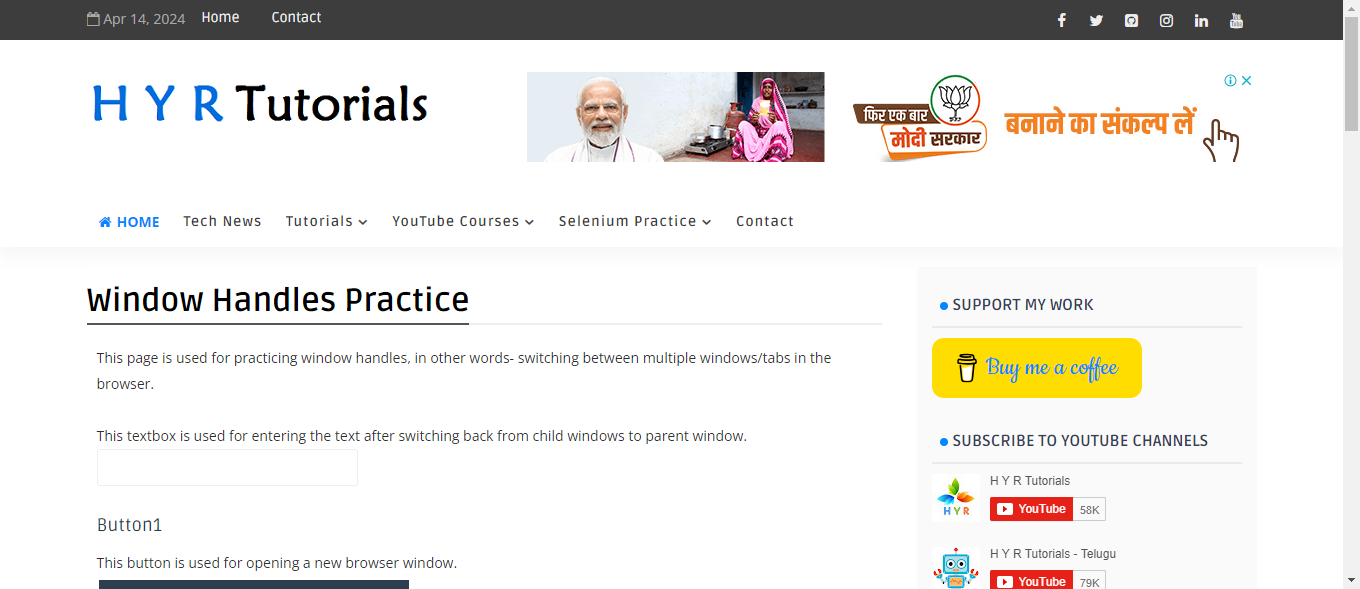 Apr 14, 2024 Home Contact
H Y R Tutorials
फिर एक बार
मोदी सरकार
बनाने का संकल्प लें
HOME Tech News Tutorials YouTube Courses Selenium Practice Contact
Window Handles Practice
This page is used for practicing window handles, in other words- switching between multiple windows/tabs in the
browser.
This textbox is used for entering the text after switching back from child windows to parent window.
Button1
This button is used for opening a new browser window.
SUPPORT MY WORK
Buy me a coffee
SUBSCRIBE TO YOUTUBE CHANNELS
H Y R
H Y R Tutorials
YouTube 58K
H Y R Tutorials - Telugu
YouTube 79K